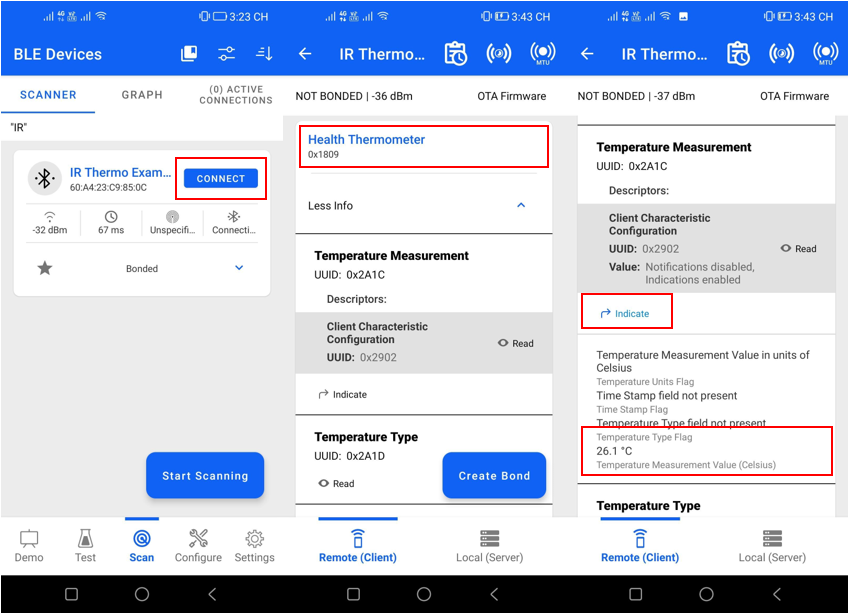 3:23 CH
BLE Devices
SCANNER
GRAPH
(0) ACTIVE
CONNECTIONS
"IR"
IR Thermo Exam...
60:A4:23:C9:85:0C
CONNECT
-32 dBm
67 ms
Unspecifi...
Connecti...
Bonded
Start Scanning
Demo
Test
Scan
Configure
Settings
3:43 CH
IR Thermo...
MTU
NOT BONDED | -36 dBm
OTA Firmware
Health Thermometer
0x1809
Less Info
Temperature Measurement
UUID: 0x2A1C
Descriptors:
Client Characteristic
Configuration
UUID: 0x2902
Read
Indicate
Temperature Type
UUID: 0x2A1D
Read
Create Bond
Remote (Client)
Local (Server)
3:43 CH
IR Thermo...
MTU
NOT BONDED | -37 dBm
OTA Firmware
Temperature Measurement
UUID: 0x2A1C
Descriptors:
Client Characteristic
Configuration
UUID: 0x2902
Read
Value: Notifications disabled,
Indications enabled
Indicate
Temperature Measurement Value in units of
Celsius
Temperature Units Flag
Time Stamp field not present
Time Stamp Flag
Temperature Type field not present
Temperature Type Flag
26.1 °C
Temperature Measurement Value (Celsius)
Temperature Type
Remote (Client)
Local (Server)